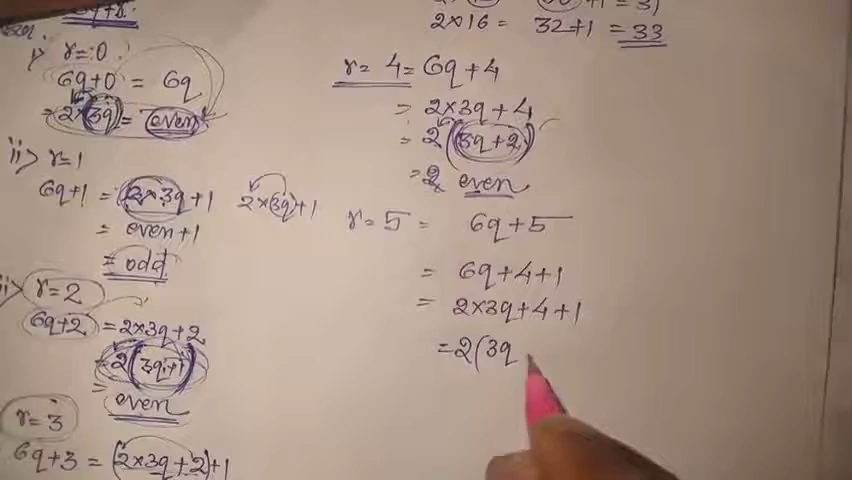 i) r=0
6q+0 = 6q
= 2×(3q) = even
ii) r=1
6q+1 = (2×3q+1
= even+1
= odd
2×(3q)+1
r=2
6q+2 = 2×3q+2
= 2(3q+1)
= even
r=3
6q+3 = (2×3q+2)+1
2×16 = 32+1 = 33
r= 4 = 6q+4
= 2×3q+4
= 2(3q+2)
= even
r= 5 = 6q+5
= 6q+4+1
= 2×3q+4+1
= 2(3q